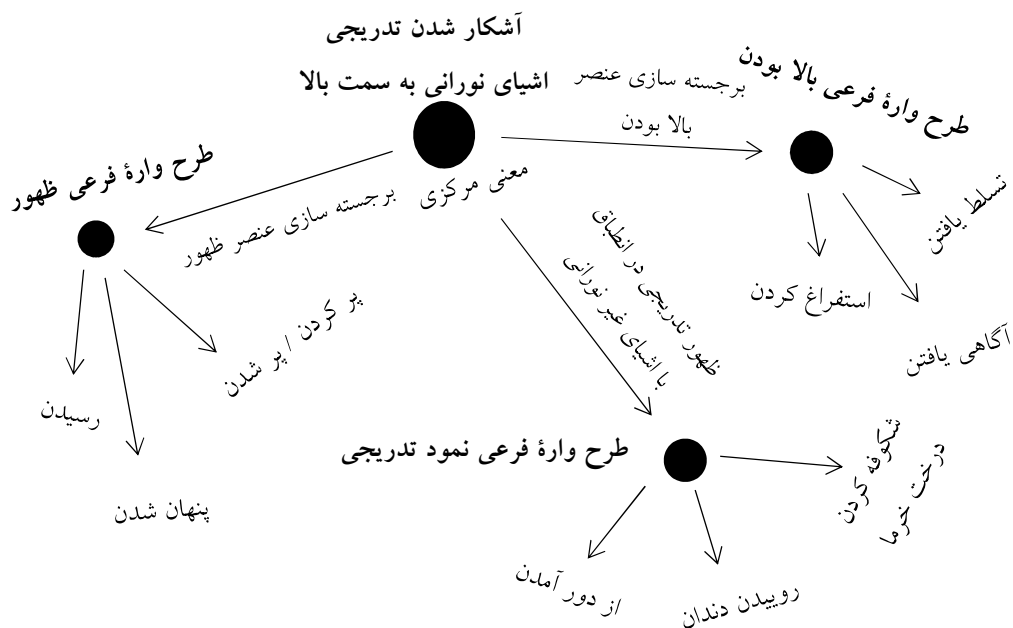 آشکار شدن تدریجی
اشیای نورانی به سمت بالا
معنی مرکزی
برجسته سازی عنصر
بالا بودن
طرح وارهٔ فرعی بالا بودن
تسلط یافتن
آگاهی یافتن
استفراغ کردن
برجسته سازی عنصر ظهور
طرح وارهٔ فرعی ظهور
پر کردن / پر شدن
پنهان شدن
رسیدن
ظهور تدریجی در انطباق
با اشیای غیر نورانی
طرح وارهٔ فرعی نمود تدریجی
شکوفه کردن
درخت خرما
روییدن دندان
از دور آمدن